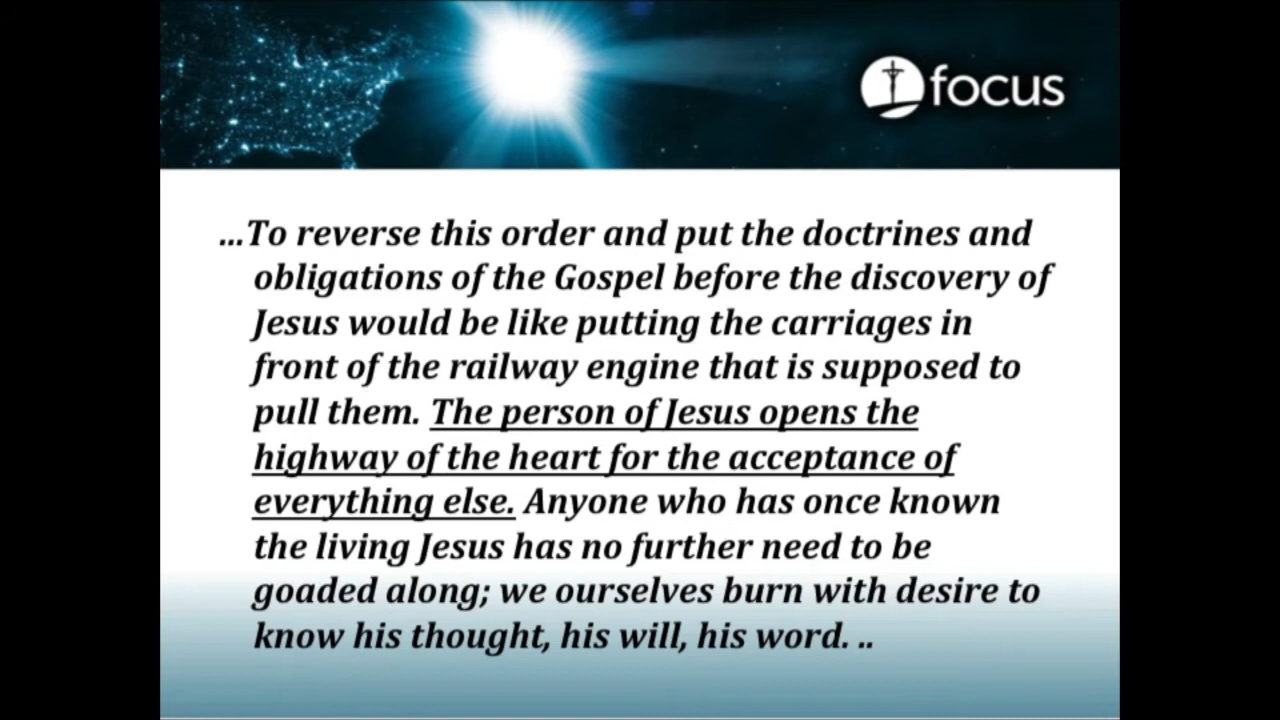 focus
...To reverse this order and put the doctrines and
obligations of the Gospel before the discovery of
Jesus would be like putting the carriages in
front of the railway engine that is supposed to
pull them. The person of Jesus opens the
highway of the heart for the acceptance of
everything else. Anyone who has once known
the living Jesus has no further need to be
goaded along; we ourselves burn with desire to
know his thought, his will, his word. ..